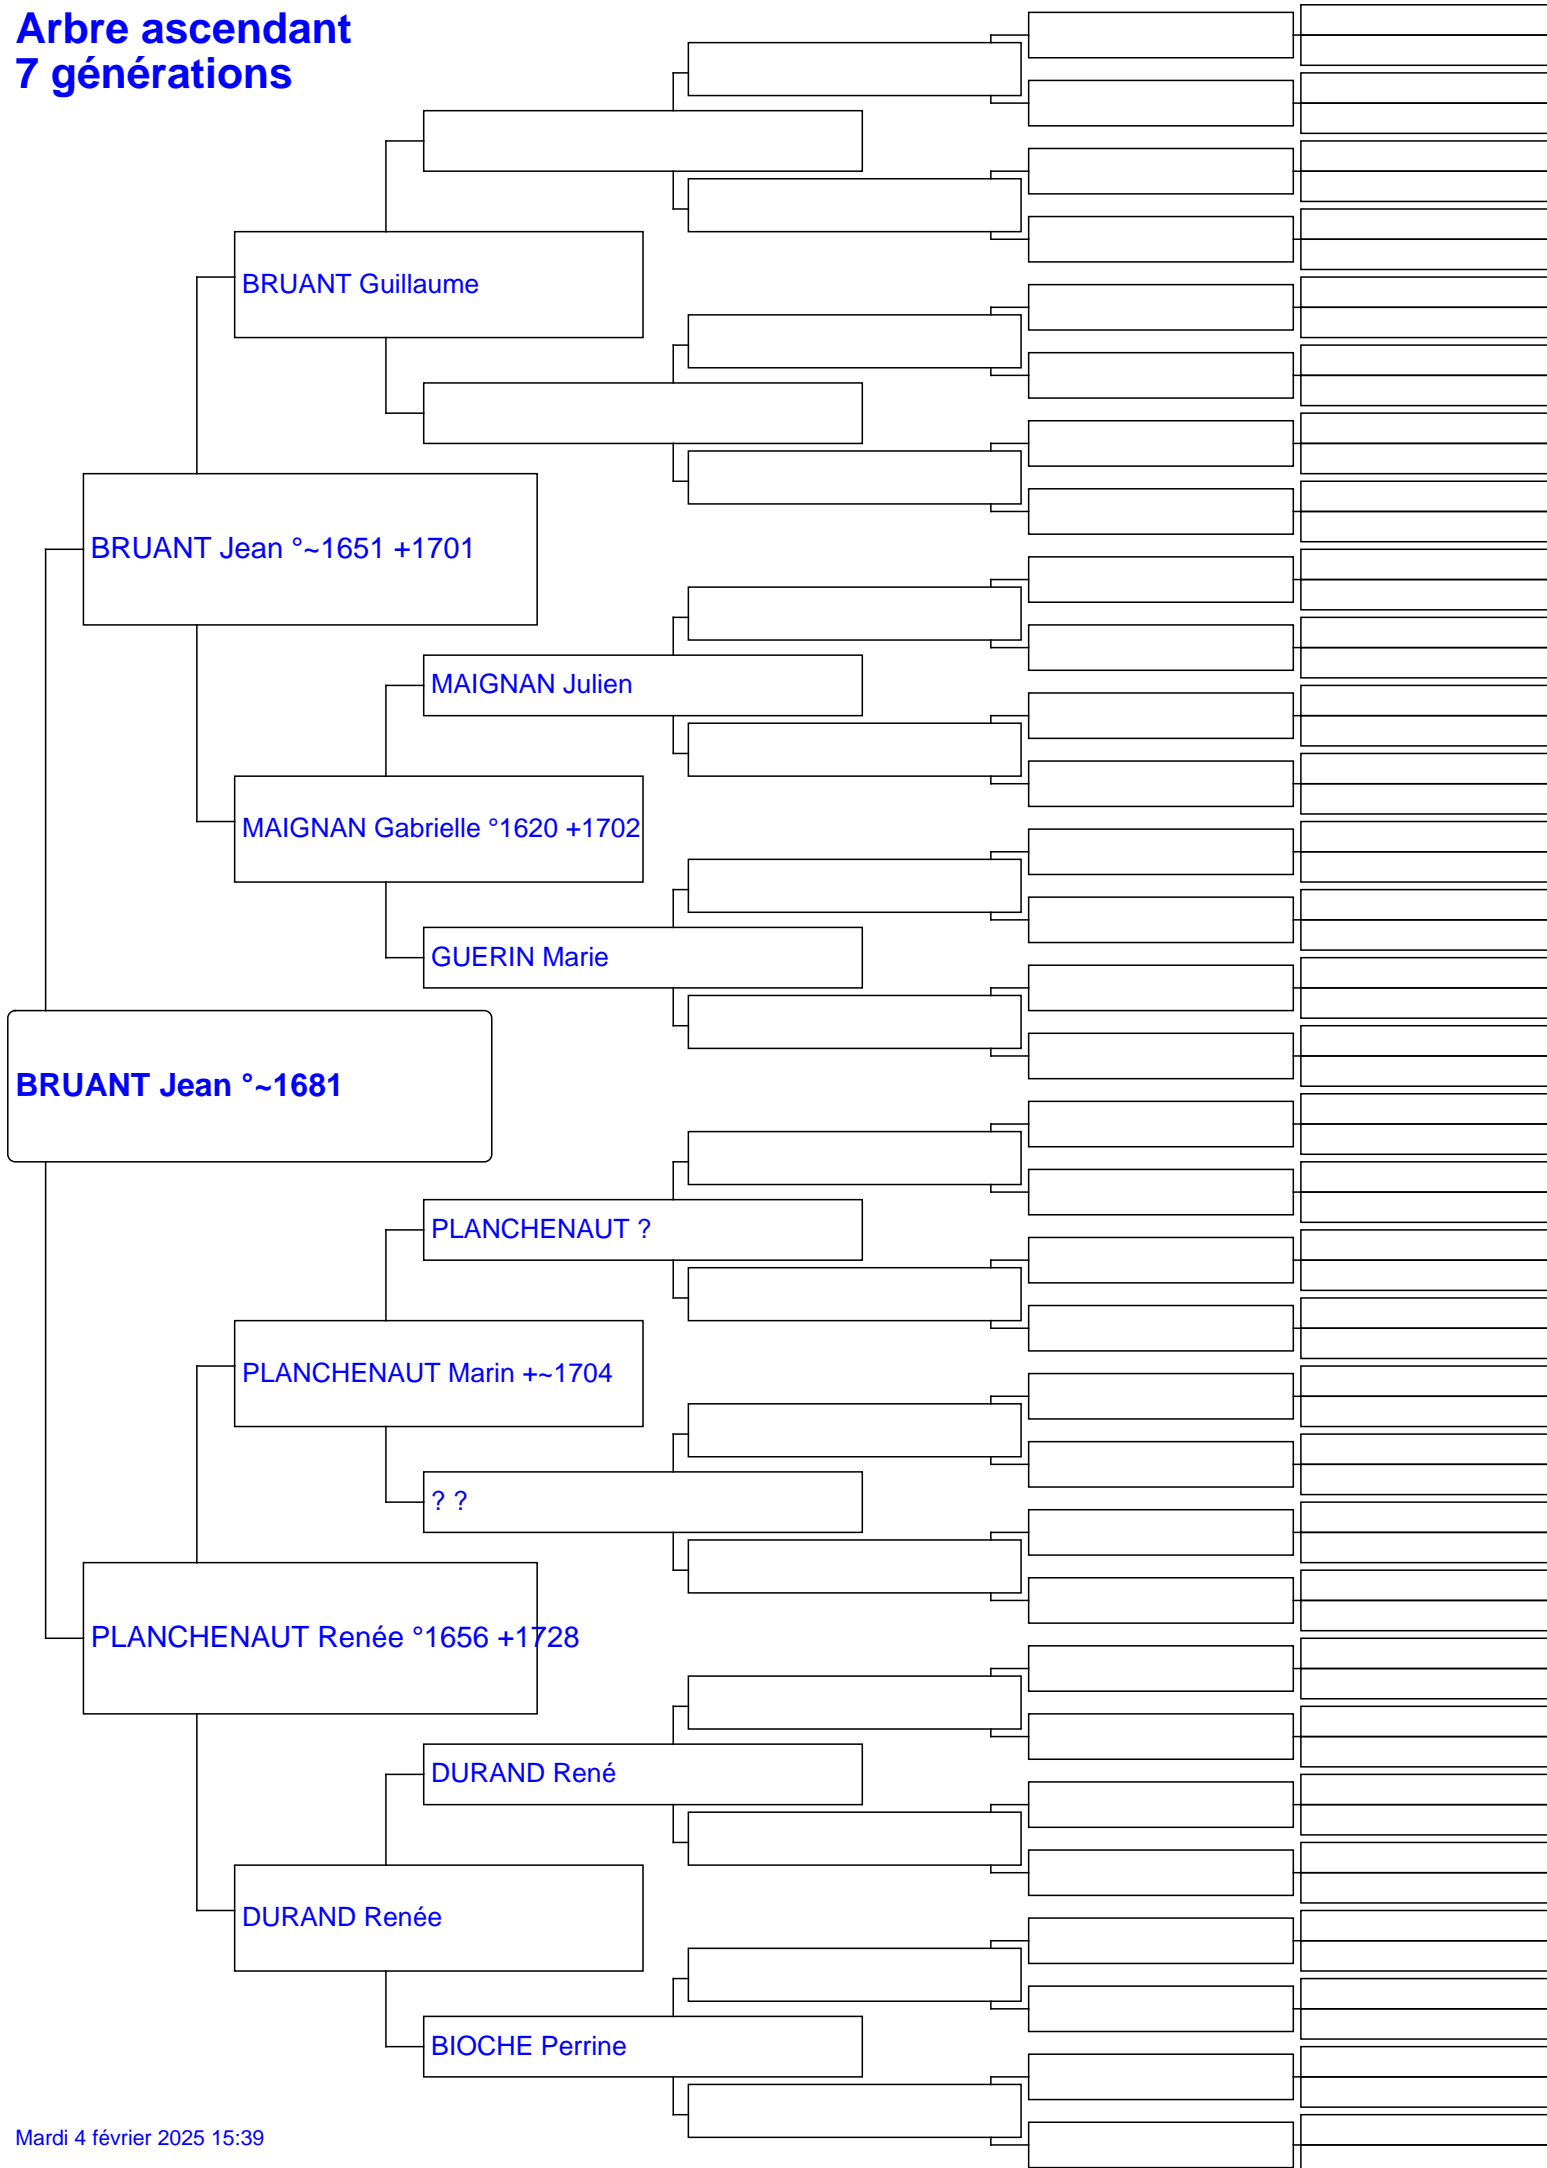 Arbre ascendant
7 générations
BRUANT Guillaume
BRUANT Jean °~1651 +1701
MAIGNAN Julien
MAIGNAN Gabrielle °1620 +1702
GUERIN Marie
BRUANT Jean °~1681
PLANCHENAUT ?
PLANCHENAUT Marin +~1704
? ?
PLANCHENAUT Renée °1656 +1728
DURAND René
DURAND Renée
BIOCHE Perrine
Mardi 4 février 2025 15:39